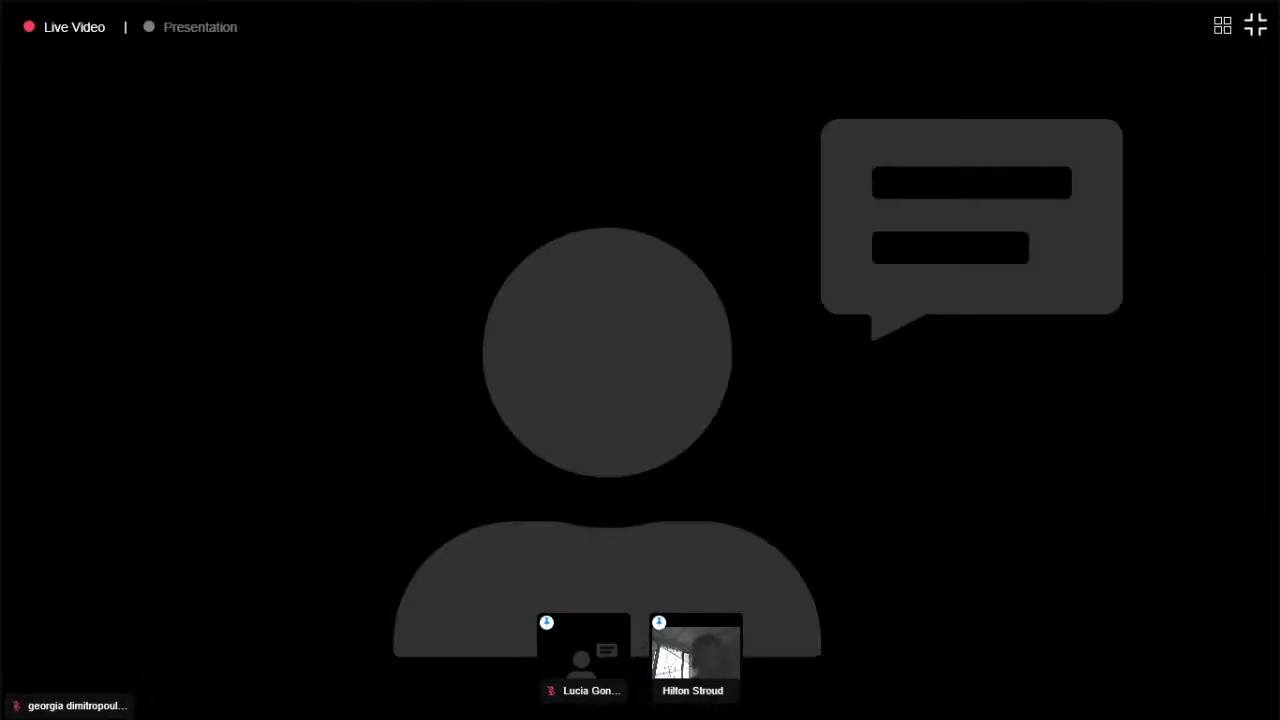 Live Video | Presentation
Lucia Gon...
Hilton Stroud
georgia dimitropoul...